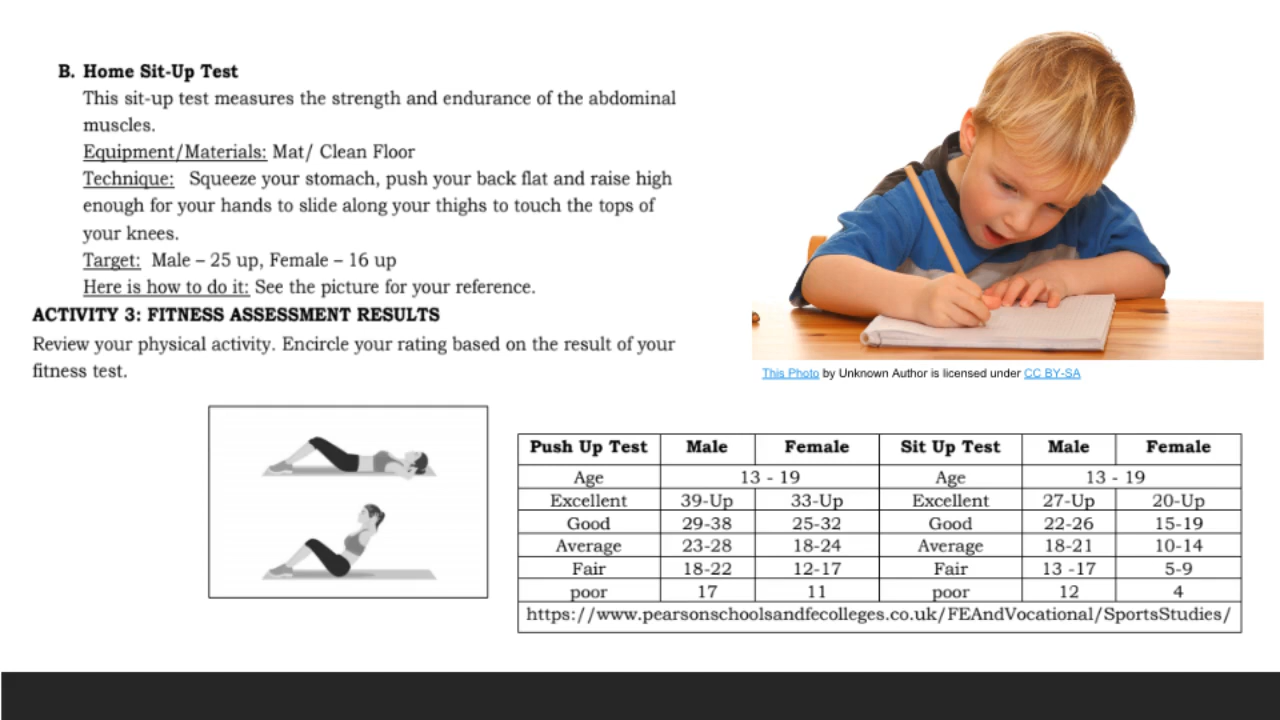 B. Home Sit-Up Test
This sit-up test measures the strength and endurance of the abdominal
muscles.
Equipment/Materials: Mat/ Clean Floor
Technique: Squeeze your stomach, push your back flat and raise high
enough for your hands to slide along your thighs to touch the tops of
your knees.
Target: Male – 25 up, Female – 16 up
Here is how to do it: See the picture for your reference.
ACTIVITY 3: FITNESS ASSESSMENT RESULTS
Review your physical activity. Encircle your rating based on the result of your
fitness test.
This Photo by Unknown Author is licensed under CC BY-SA
Push Up Test Male Female Sit Up Test Male Female
Age 13 - 19 Age 13 - 19
Excellent 39-Up 33-Up Excellent 27-Up 20-Up
Good 29-38 25-32 Good 22-26 15-19
Average 23-28 18-24 Average 18-21 10-14
Fair 18-22 12-17 Fair 13 -17 5-9
poor 17 11 poor 12 4
https://www.pearsonschoolsandfecolleges.co.uk/FEAndVocational/SportsStudies/